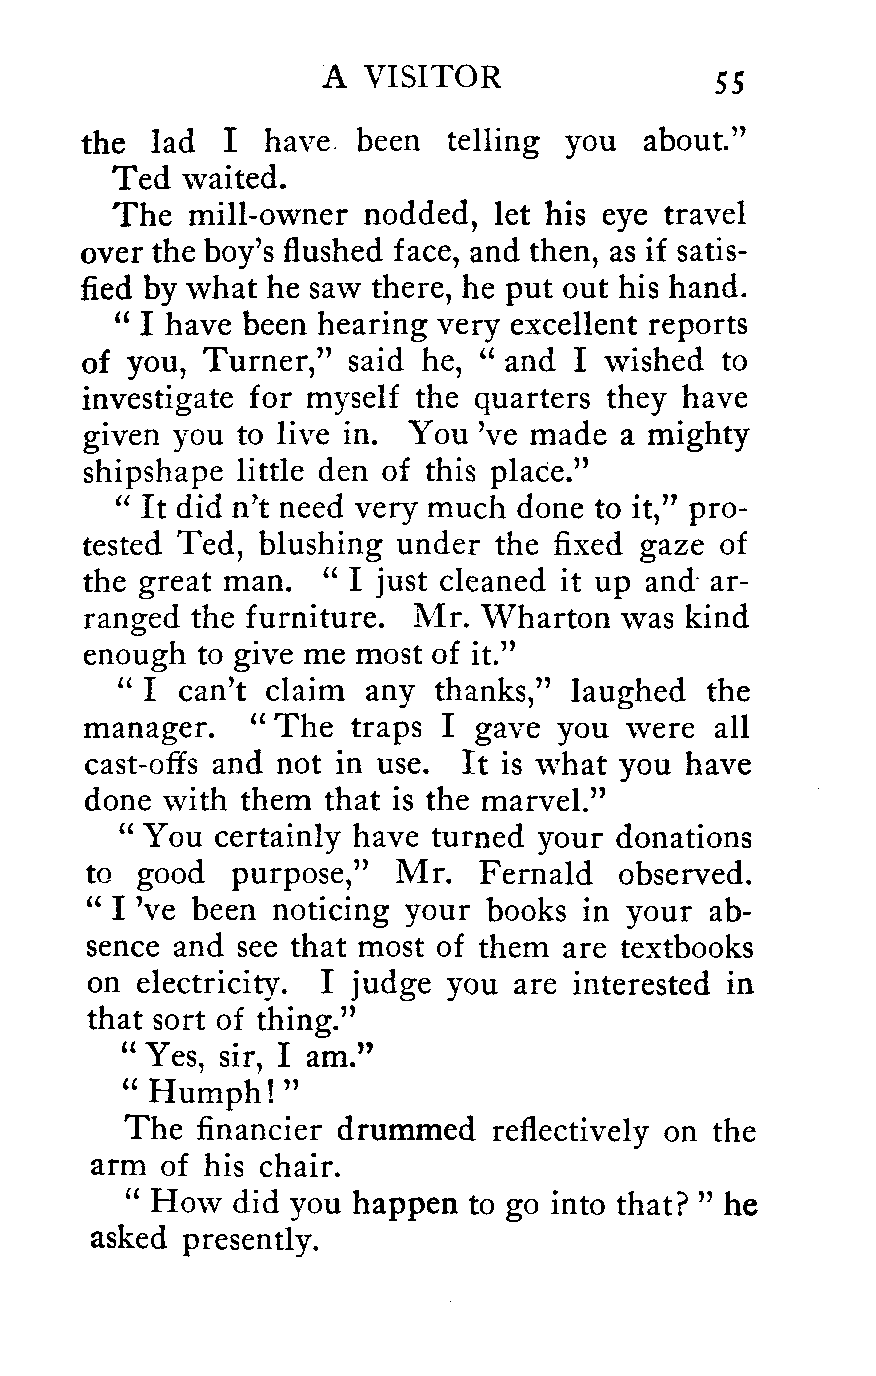 A VISITOR 55
the lad I have been telling you about.”
Ted waited.
The mill-owner nodded, let his eye travel
over the boy’s flushed face, and then, as if satis-
fied by what he saw there, he put out his hand.
“ I have been hearing very excellent reports
of you, Turner,” said he, “ and I wished to
investigate for myself the quarters they have
given you to live in. You ’ve made a mighty
shipshape little den of this place.”
“ It did n’t need very much done to it,” pro-
tested Ted, blushing under the fixed gaze of
the great man. “ I just cleaned it up and ar-
ranged the furniture. Mr. Wharton was kind
enough to give me most of it.”
“ I can’t claim any thanks,” laughed the
manager. “ The traps I gave you were all
cast-offs and not in use. It is what you have
done with them that is the marvel.”
“ You certainly have turned your donations
to good purpose,” Mr. Fernald observed.
“ I ’ve been noticing your books in your ab-
sence and see that most of them are textbooks
on electricity. I judge you are interested in
that sort of thing.”
“ Yes, sir, I am.”
“ Humph! ”
The financier drummed reflectively on the
arm of his chair.
“ How did you happen to go into that? ” he
asked presently.